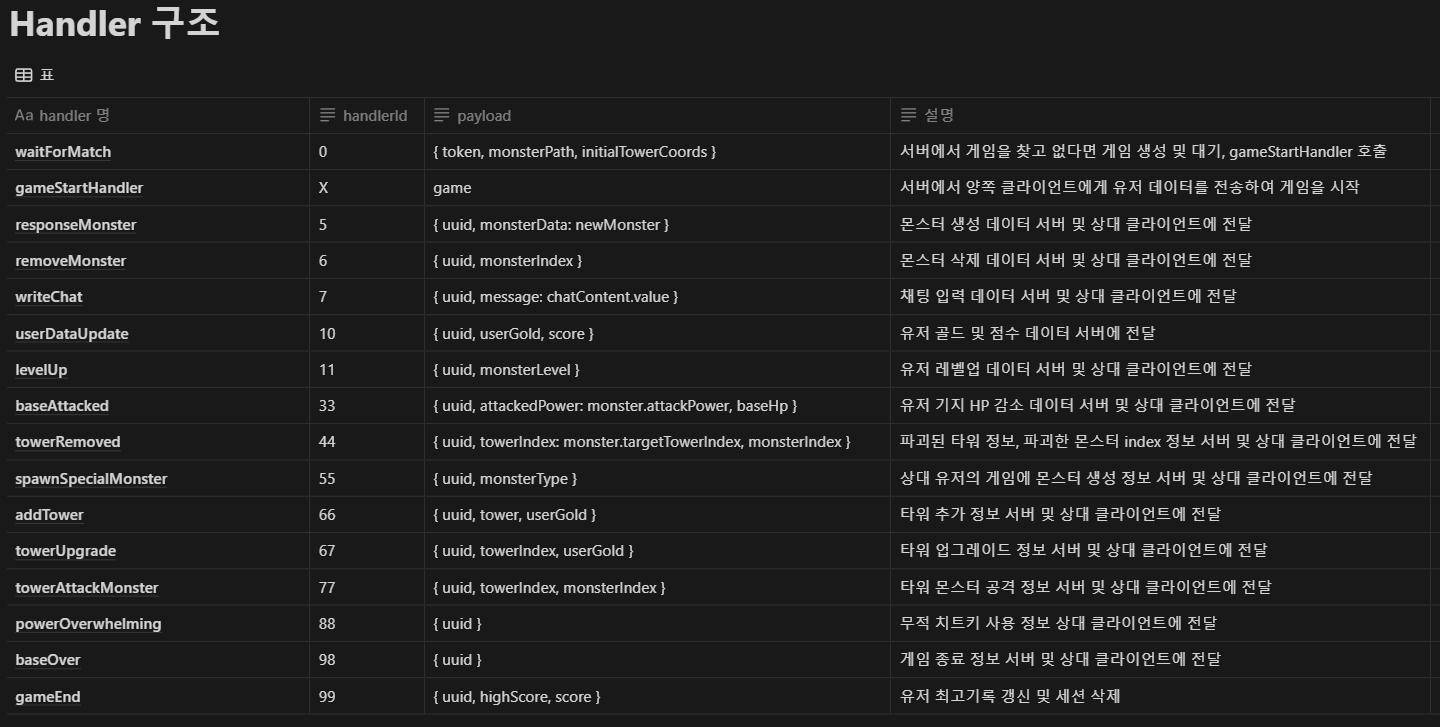 Handler 구조
표
Aa handler 명 handlerId payload 설명
waitForMatch 0 { token, monsterPath, initialTowerCoords } 서버에서 게임을 찾고 없다면 게임 생성 및 대기, gameStartHandler 호출
gameStartHandler X game 서버에서 양쪽 클라이언트에게 유저 데이터를 전송하여 게임을 시작
responseMonster 5 { uuid, monsterData: newMonster } 몬스터 생성 데이터 서버 및 상대 클라이언트에 전달
removeMonster 6 { uuid, monsterIndex } 몬스터 삭제 데이터 서버 및 상대 클라이언트에 전달
writeChat 7 { uuid, message: chatContent.value } 채팅 입력 데이터 서버 및 상대 클라이언트에 전달
userDataUpdate 10 { uuid, userGold, score } 유저 골드 및 점수 데이터 서버에 전달
levelUp 11 { uuid, monsterLevel } 유저 레벨업 데이터 서버 및 상대 클라이언트에 전달
baseAttacked 33 { uuid, attackedPower: monster.attackPower, baseHp } 유저 기지 HP 감소 데이터 서버 및 상대 클라이언트에 전달
towerRemoved 44 { uuid, towerIndex: monster.targetTowerIndex, monsterIndex } 파괴된 타워 정보, 파괴한 몬스터 index 정보 서버 및 상대 클라이언트에 전달
spawnSpecialMonster 55 { uuid, monsterType } 상대 유저의 게임에 몬스터 생성 정보 서버 및 상대 클라이언트에 전달
addTower 66 { uuid, tower, userGold } 타워 추가 정보 서버 및 상대 클라이언트에 전달
towerUpgrade 67 { uuid, towerIndex, userGold } 타워 업그레이드 정보 서버 및 상대 클라이언트에 전달
towerAttackMonster 77 { uuid, towerIndex, monsterIndex } 타워 몬스터 공격 정보 서버 및 상대 클라이언트에 전달
powerOverwhelming 88 { uuid } 무적 치트키 사용 정보 상대 클라이언트에 전달
baseOver 98 { uuid } 게임 종료 정보 서버 및 상대 클라이언트에 전달
gameEnd 99 { uuid, highScore, score } 유저 최고기록 갱신 및 세션 삭제